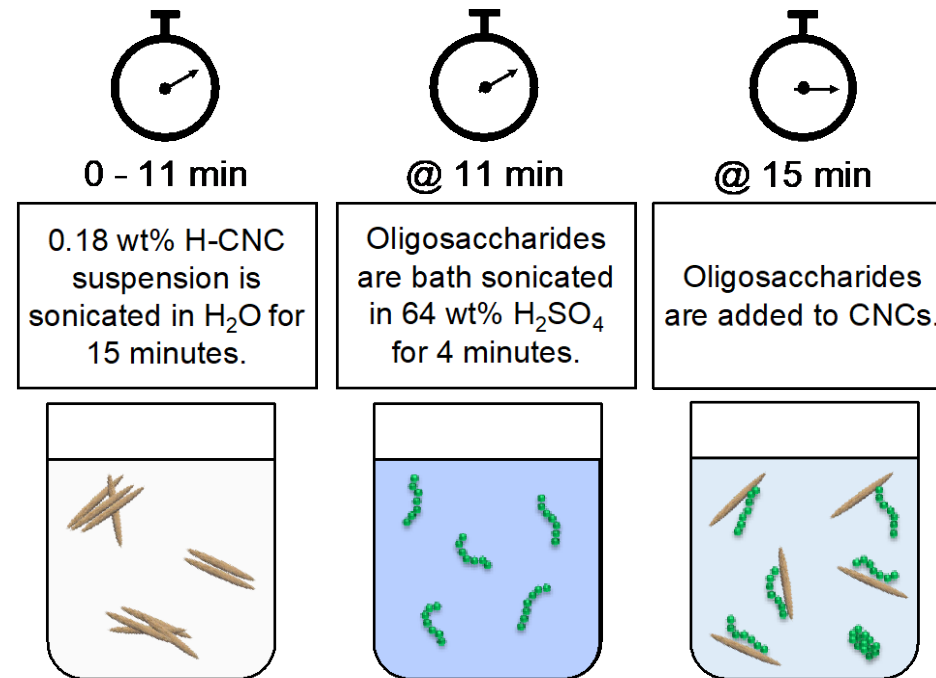 0 - 11 min
@ 11 min
@ 15 min
0.18 wt% H-CNC
suspension is
sonicated in H₂O for
15 minutes.
Oligosaccharides
are bath sonicated
in 64 wt% H₂SO₄
for 4 minutes.
Oligosaccharides
are added to CNCs.